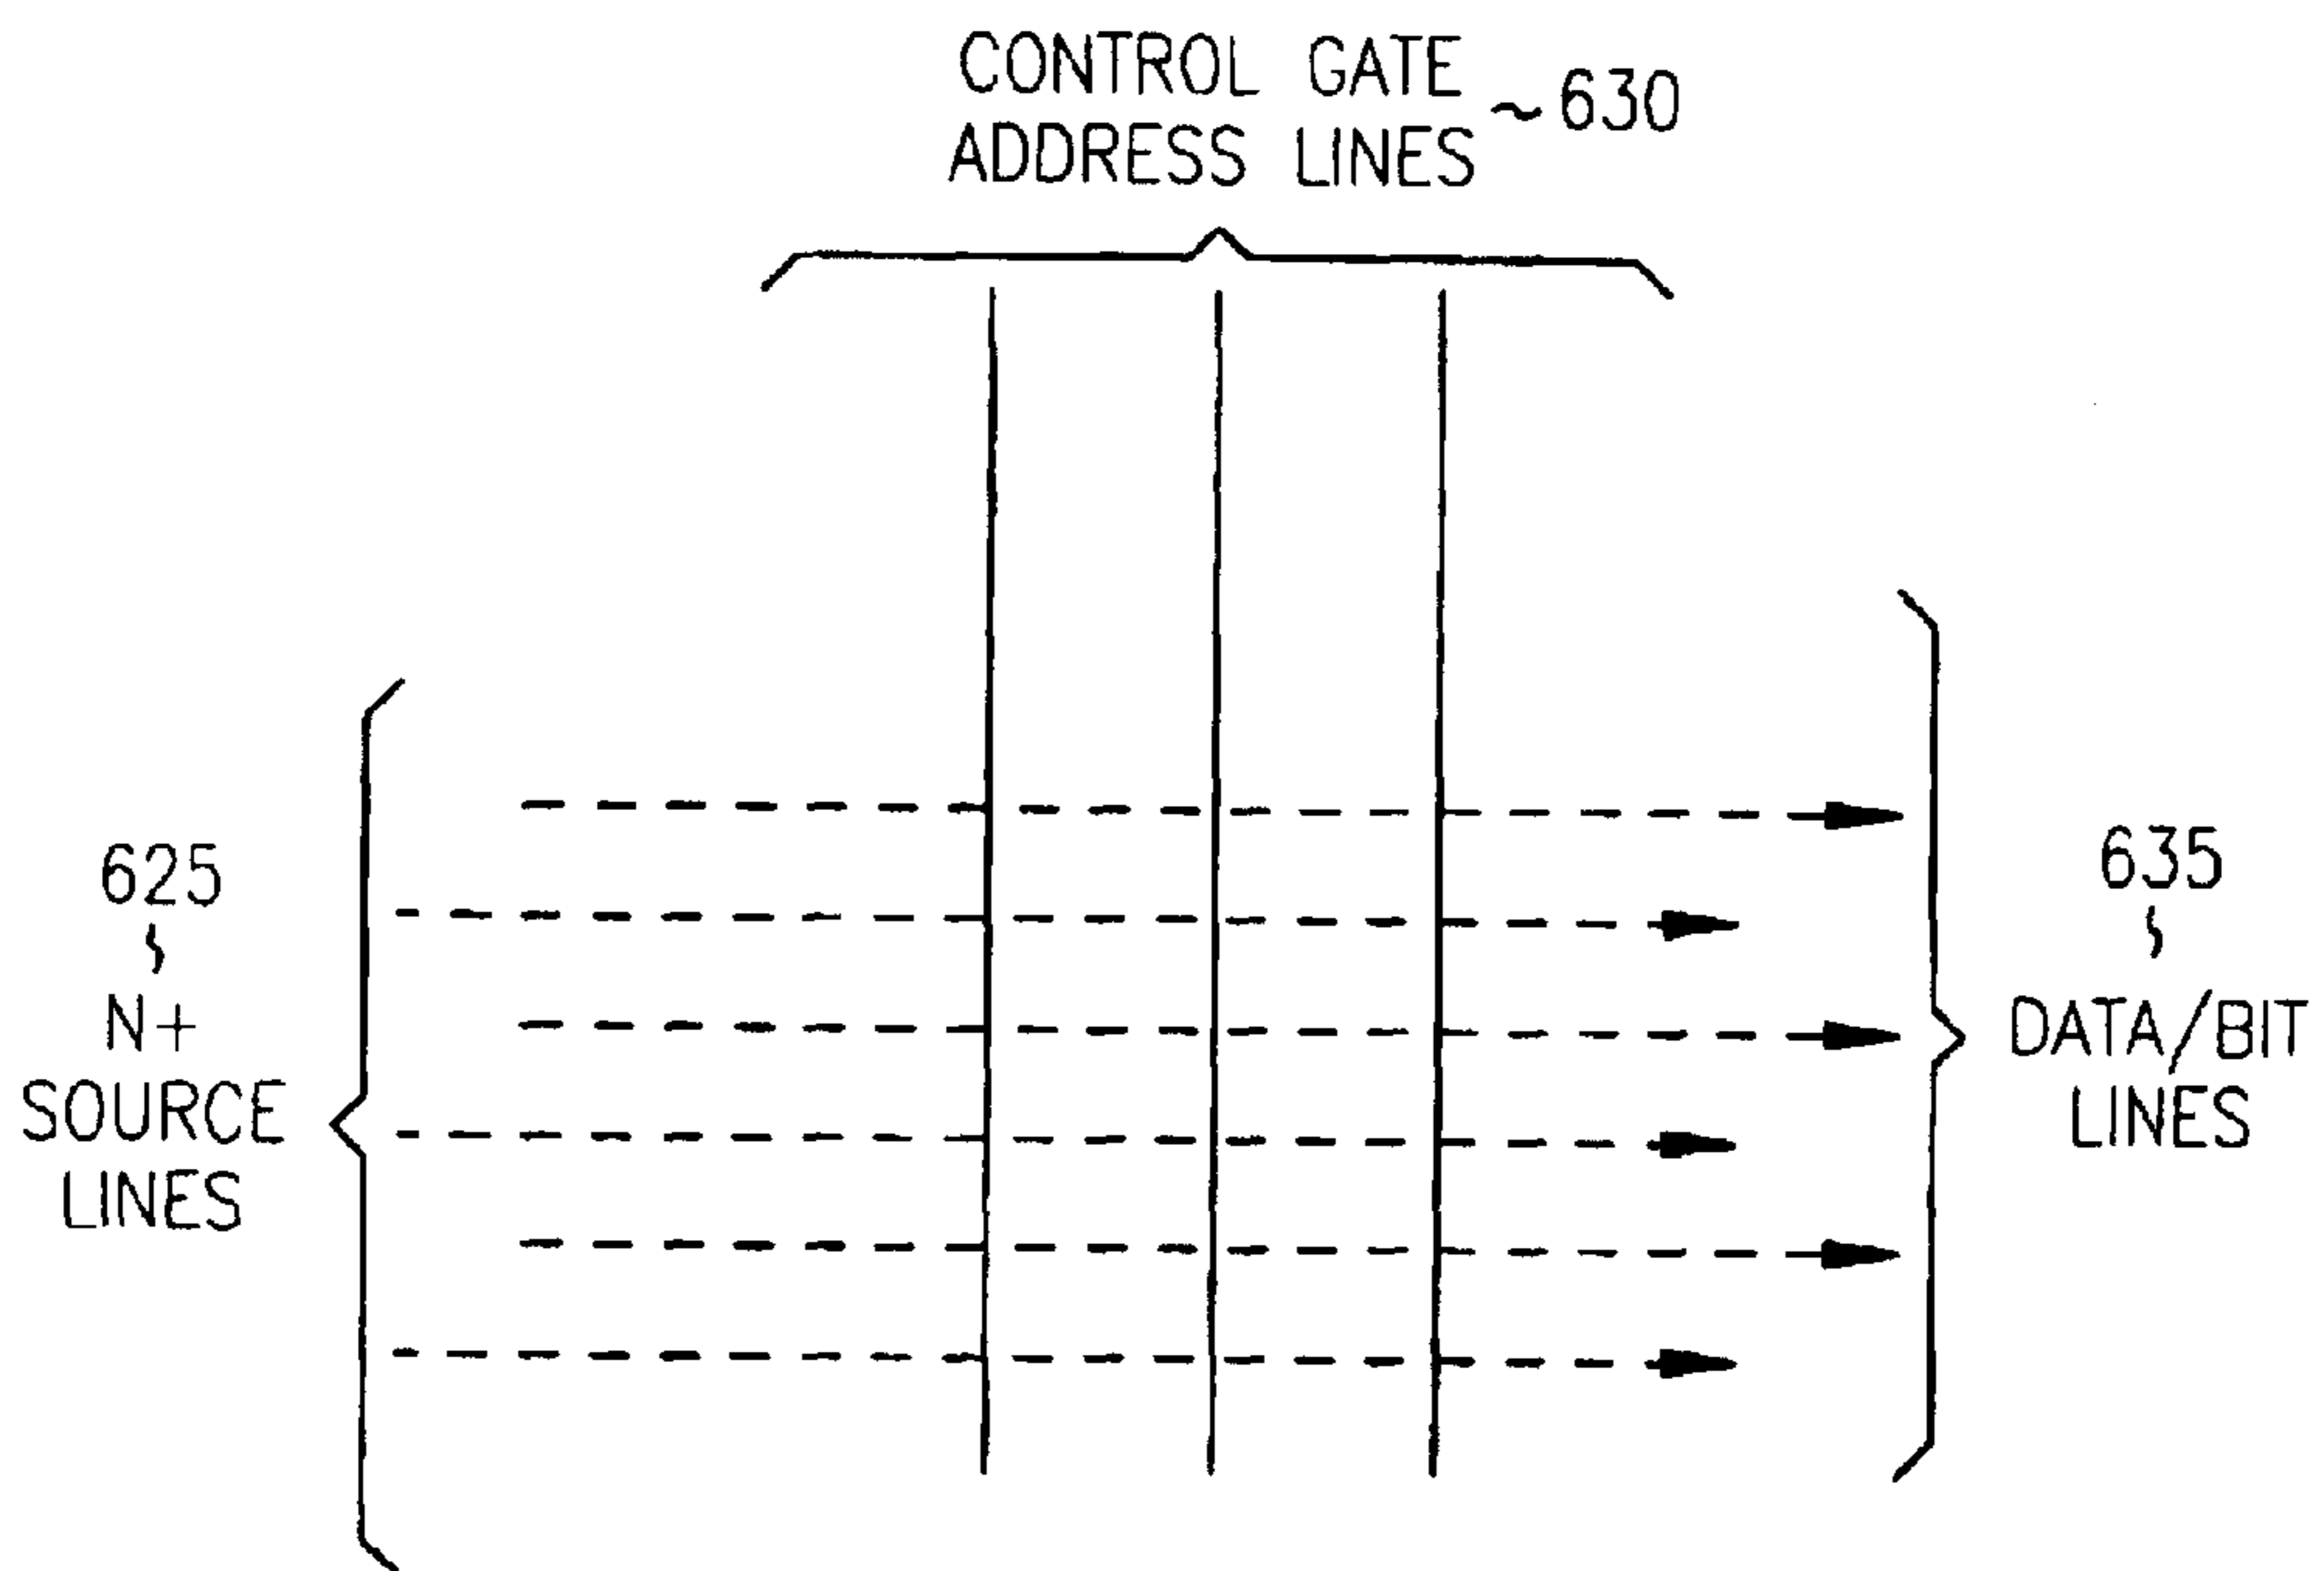 CONTROL GATE
ADDRESS LINES
~630
625
N+
SOURCE
LINES
635
DATA/BIT
LINES